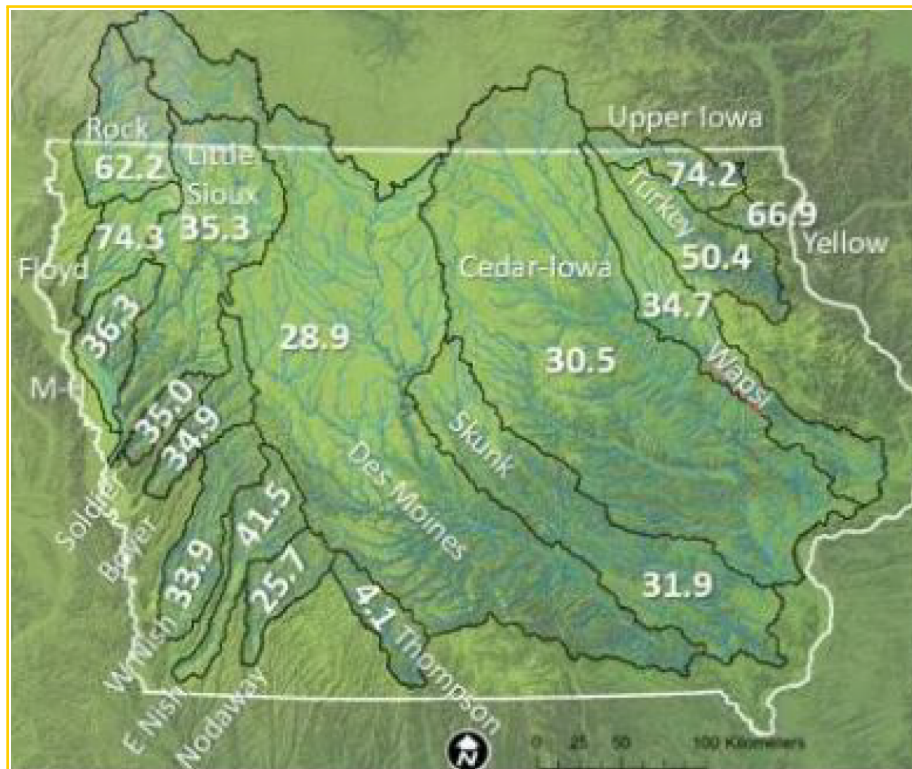 Upper Iowa
Rock
62.2
Little
Sioux
35.3
74.2
Turkey
66.9
Yellow
50.4
74.3
Floyd
Cedar-Iowa
34.7
36.3
28.9
30.5
Wapsi
M-H
35.0
34.9
Skunk
Des Moines
Soldier
Boyer
41.5
33.9
25.7
31.9
4.1
Thompson
W Nish
E Nish
Nodaway
N
0 25 50 100 Kilometers